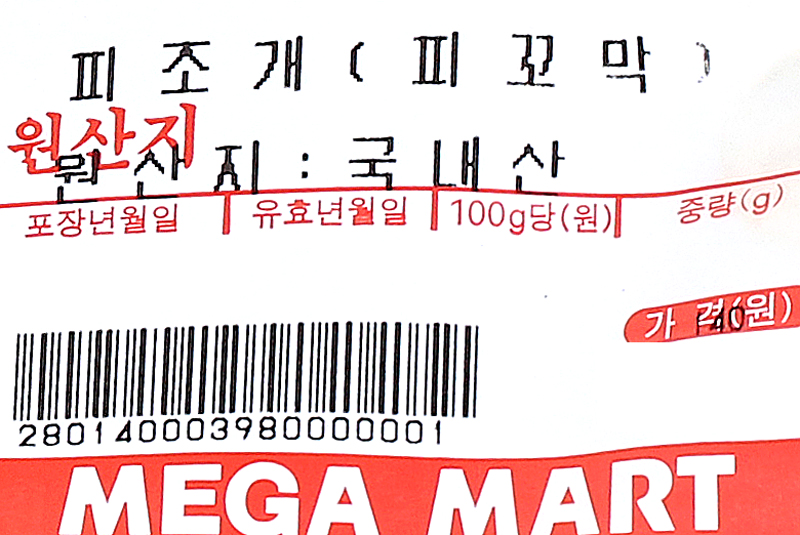 피조개(피꼬막)
원산지
원산지:국내산
포장년월일 유효년월일 100g당(원) 중량(g)
가 격(원)
280140003980000001
MEGA MART